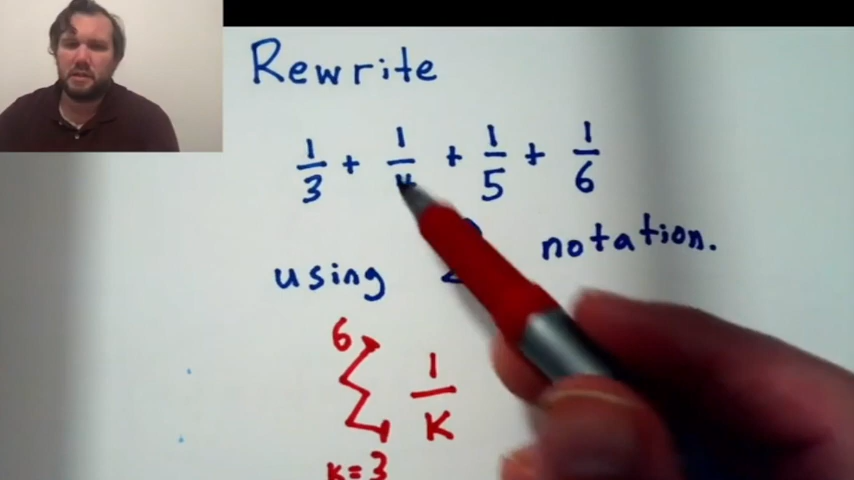 Rewrite
1/3 + 1/4 + 1/5 + 1/6
using notation.
6
Σ 1/K
K=3